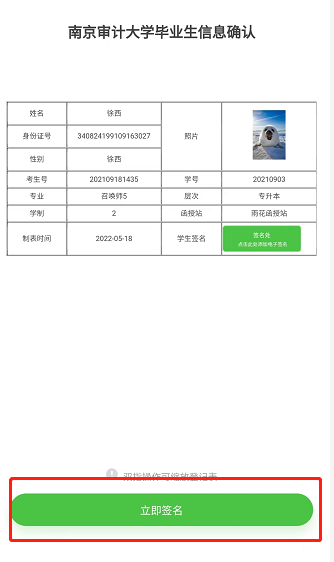 南京审计大学毕业生信息确认
姓名 徐西 照片
身份证号 340824199109163027
性别 徐西
考生号 202109181435 学号 20210903
专业 召唤师5 层次 专升本
学制 2 函授站 雨花函授站
制表时间 2022-05-18 学生签名 签名处
点击此处添加电子签名
双指操作可缩放登记表
立即签名